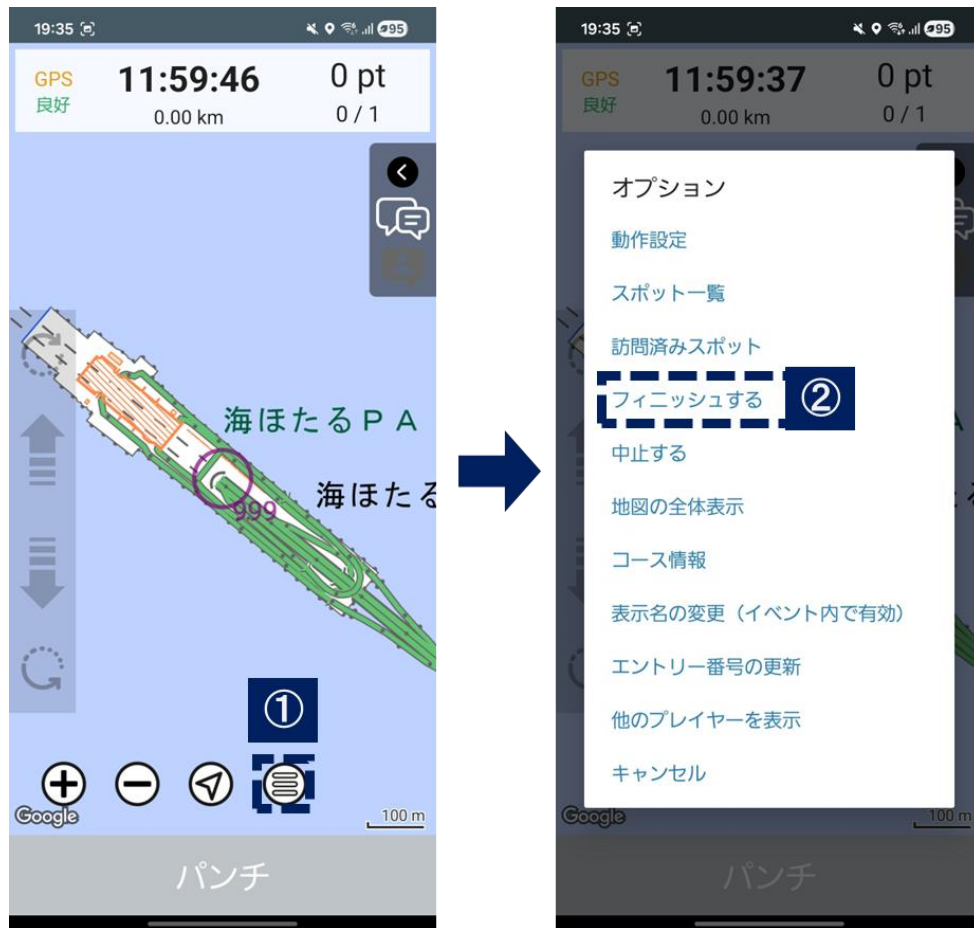 19:35
95
GPS
良好
11:59:46
0.00 km
0 pt
0 / 1
海ほたるPA
海ほたる
999
①
Google
100 m
パンチ
19:35
95
GPS
良好
11:59:37
0.00 km
0 pt
0 / 1
オプション
動作設定
スポット一覧
訪問済みスポット
フィニッシュする
②
中止する
地図の全体表示
コース情報
表示名の変更（イベント内で有効）
エントリー番号の更新
他のプレイヤーを表示
キャンセル
Google
100 m
パンチ